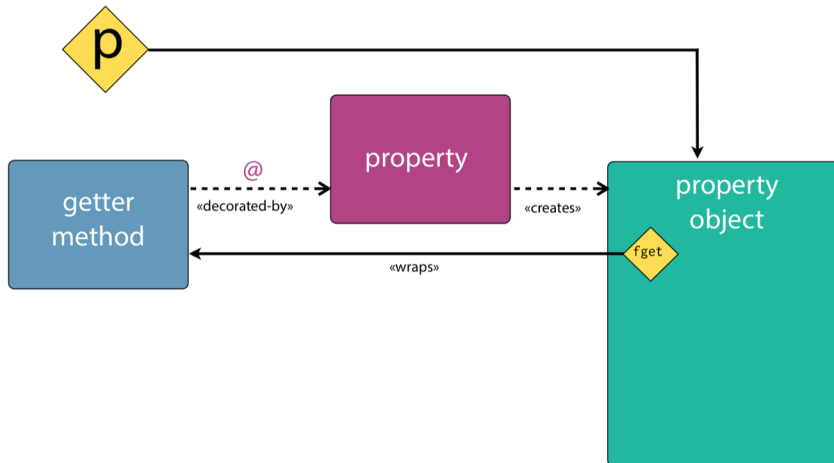 p
@
property
«decorated-by»
getter
method
«creates»
property
object
fget
«wraps»